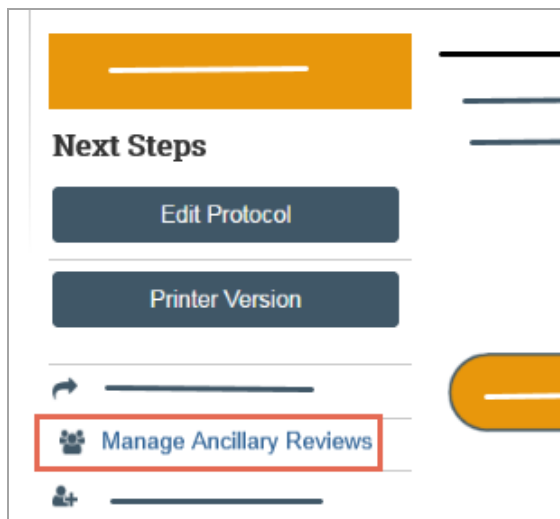 Next Steps
Edit Protocol
Printer Version
Manage Ancillary Reviews